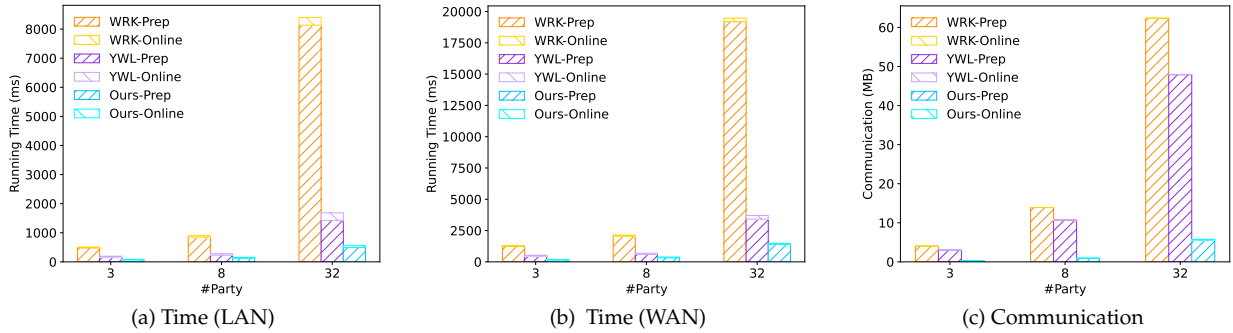 8000
7000
6000
5000
4000
3000
2000
1000
0
Running Time (ms)
WRK-Prep
WRK-Online
YWL-Prep
YWL-Online
Ours-Prep
Ours-Online
3 8 32
#Party
(a) Time (LAN)
20000
17500
15000
12500
10000
7500
5000
2500
0
Running Time (ms)
WRK-Prep
WRK-Online
YWL-Prep
YWL-Online
Ours-Prep
Ours-Online
3 8 32
#Party
(b) Time (WAN)
60
50
40
30
20
10
0
Communication (MB)
WRK-Prep
WRK-Online
YWL-Prep
YWL-Online
Ours-Prep
Ours-Online
3 8 32
#Party
(c) Communication